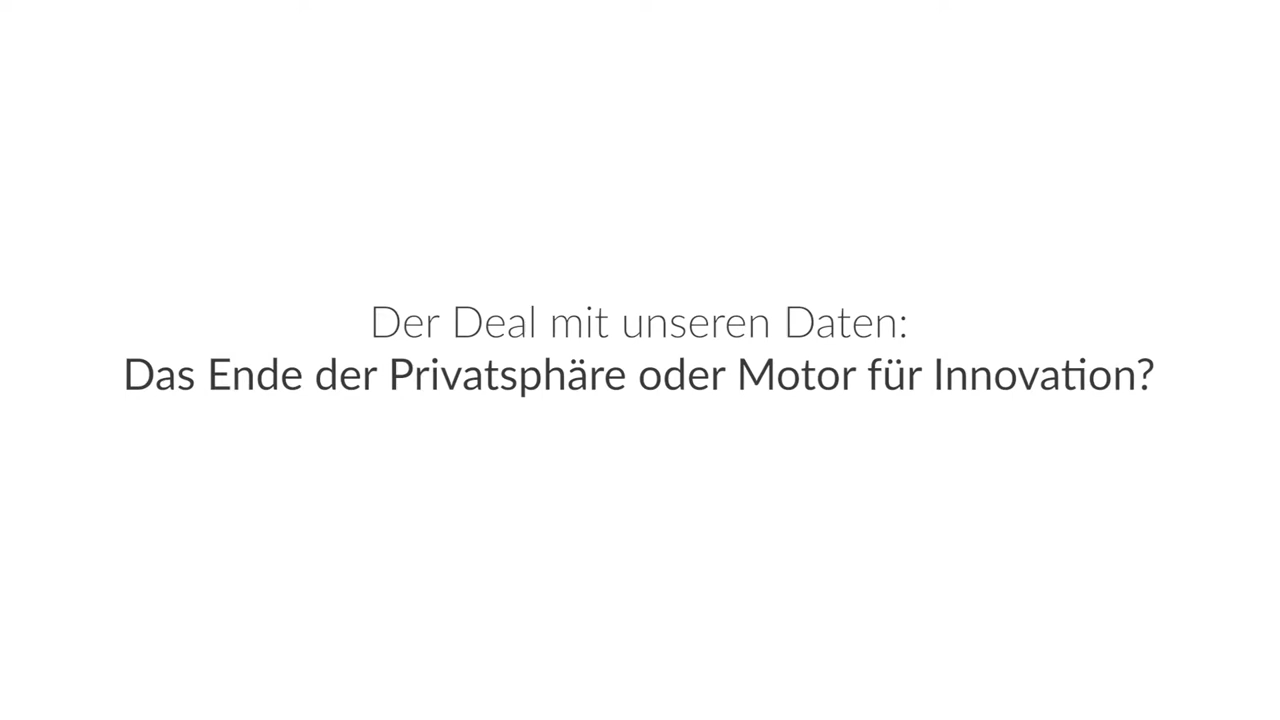 Der Deal mit unseren Daten:
Das Ende der Privatsphäre oder Motor für Innovation?